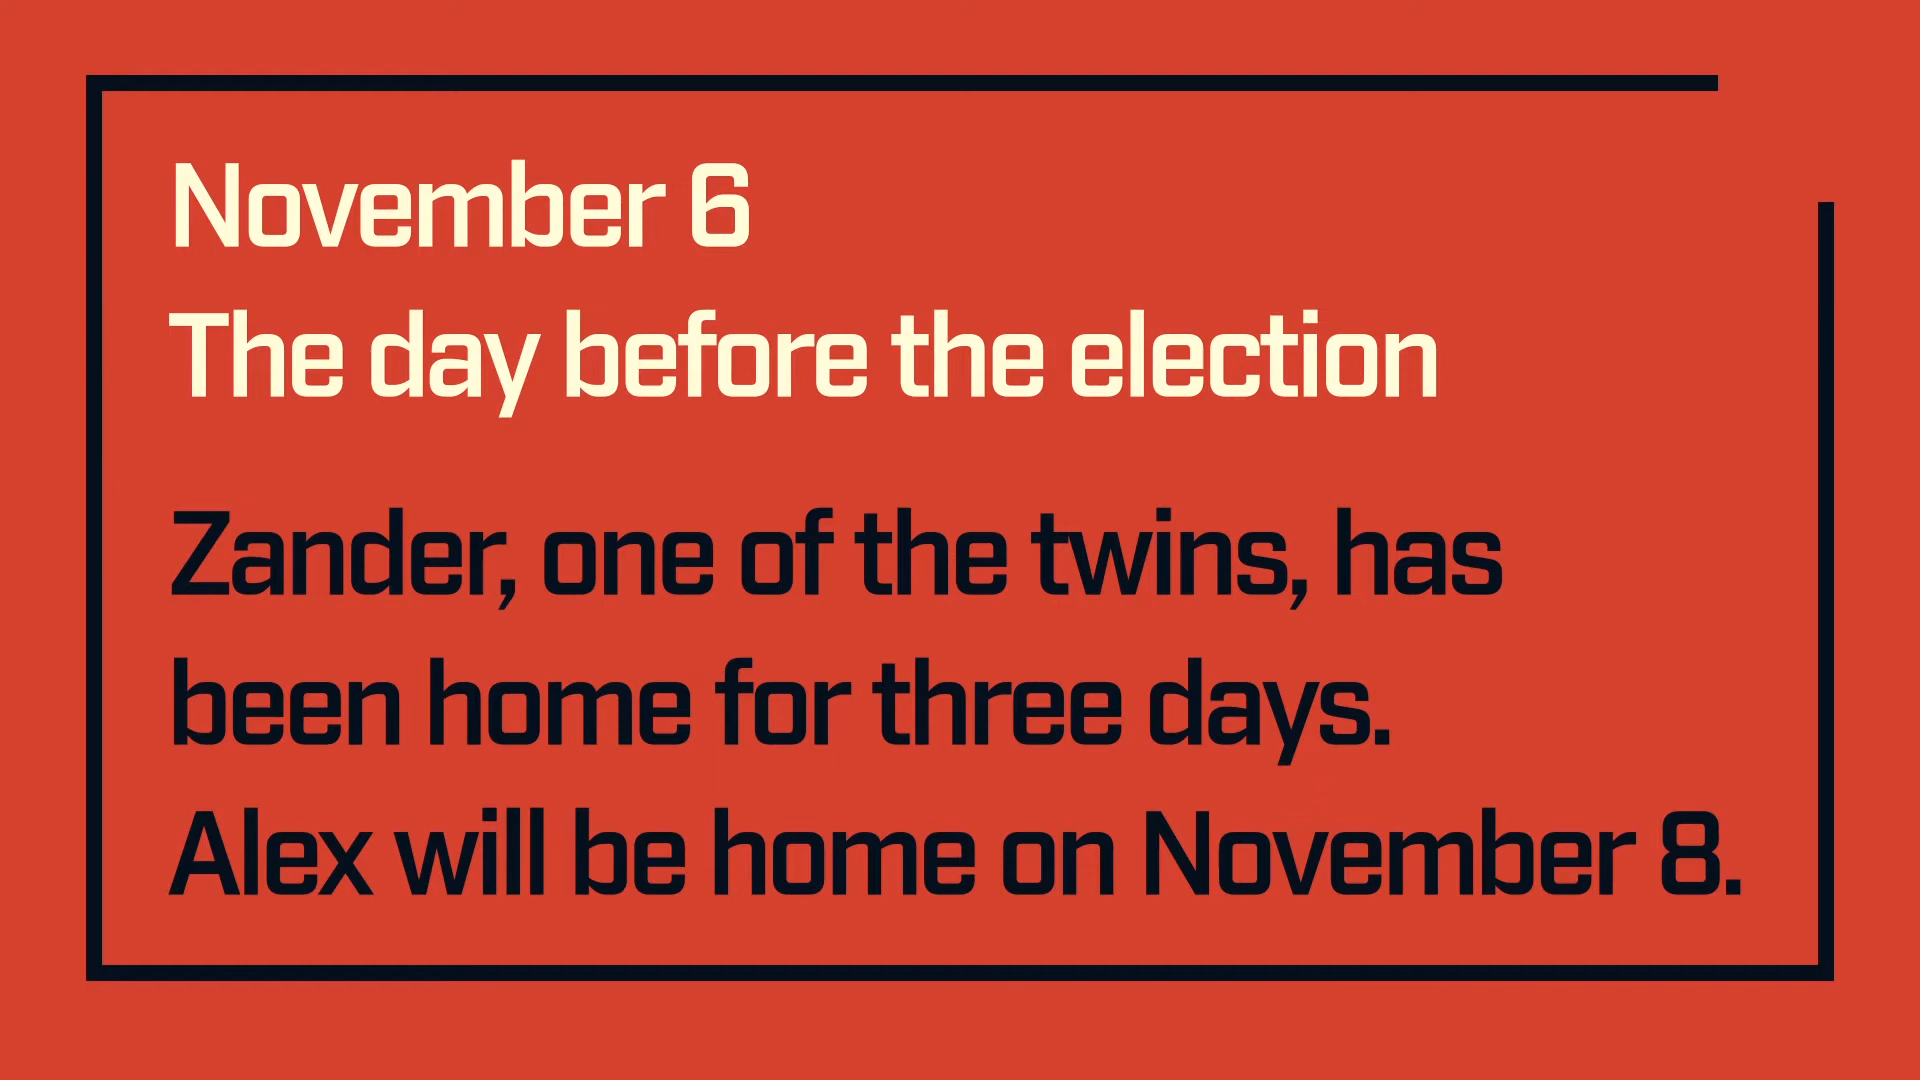 November 6
The day before the election
Zander, one of the twins, has
been home for three days.
Alex will be home on November 8.